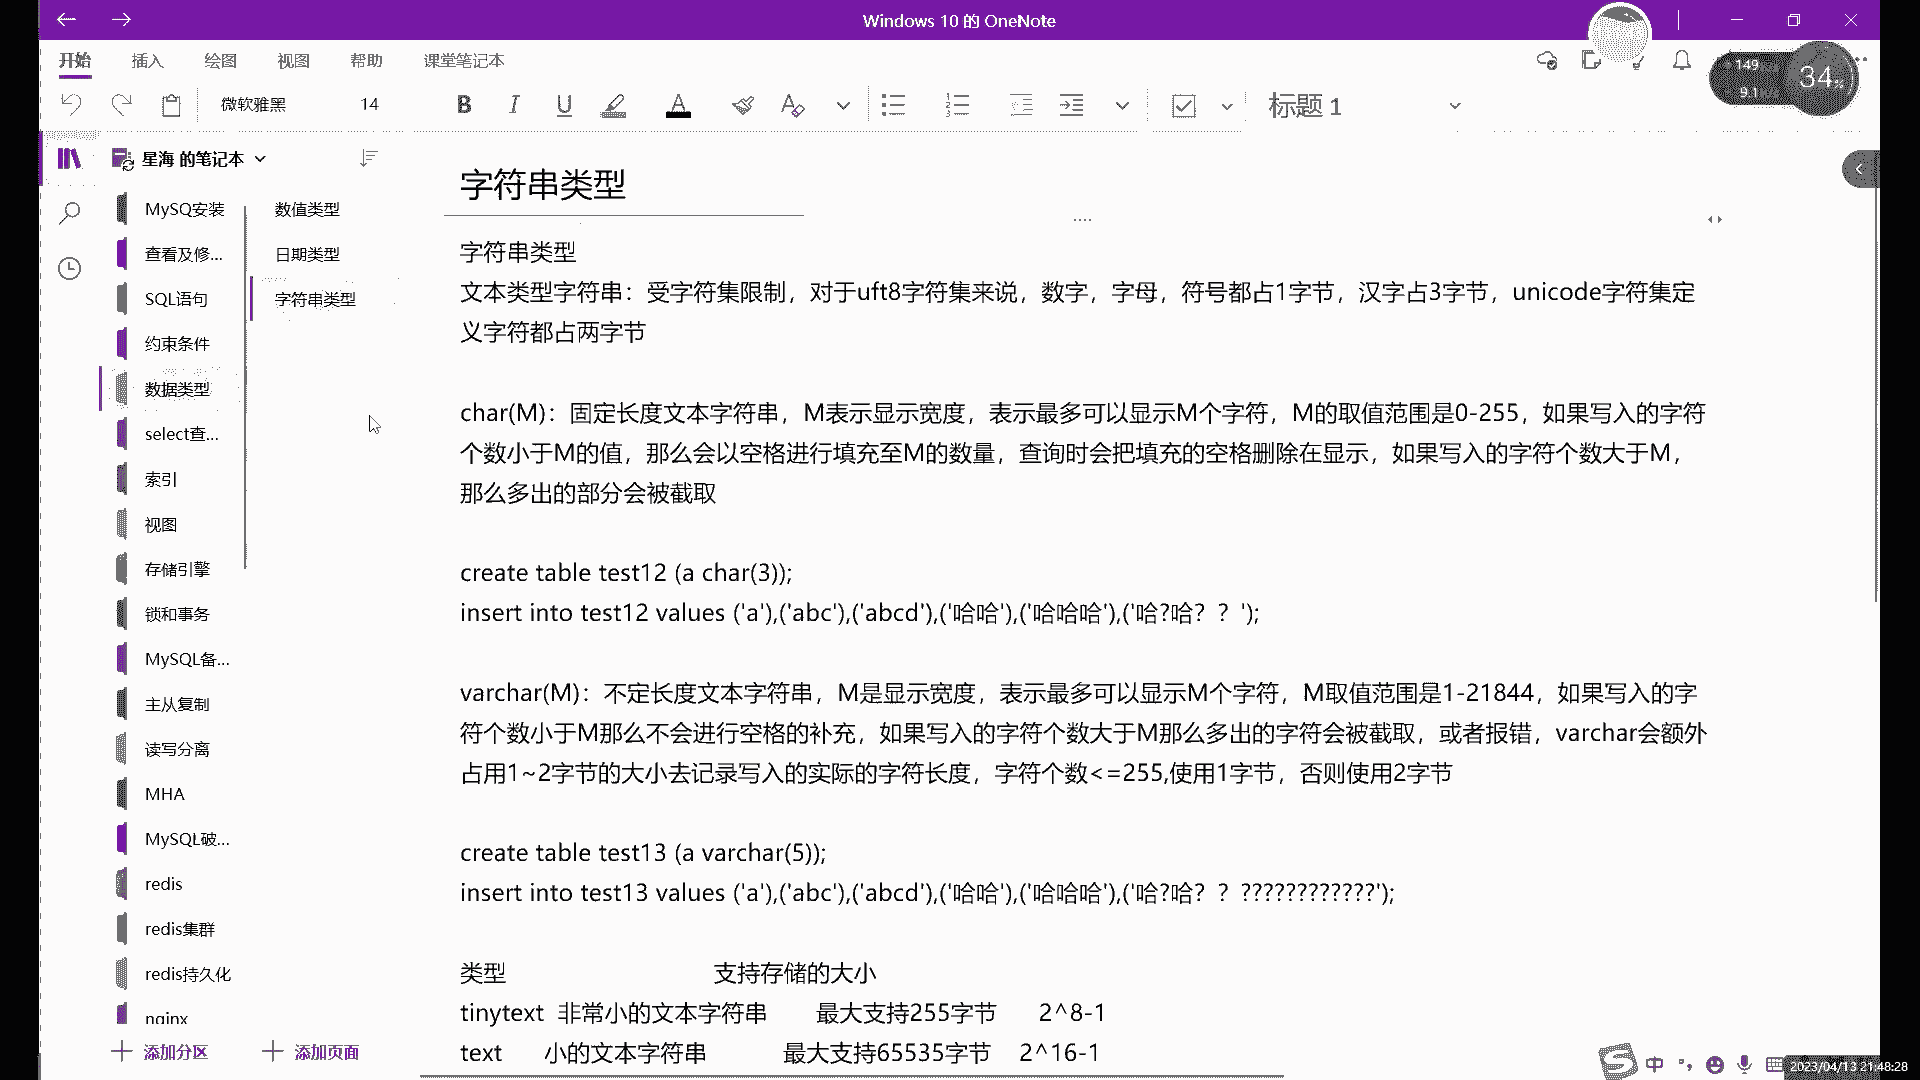 Windows 10 的 OneNote
开始 插入 绘图 视图 帮助 课堂笔记本
149
9.1
34%
微软雅黑 14 B I U A A 标题 1
星海 的笔记本
MySQ安装
查看及修...
SQL语句
约束条件
数据类型
select查...
索引
视图
存储引擎
锁和事务
MySQL备...
主从复制
读写分离
MHA
MySQL破...
redis
redis集群
redis持久化
nginx
添加分区
数值类型
日期类型
字符串类型
添加页面
字符串类型
字符串类型
文本类型字符串：受字符集限制，对于uft8字符集来说，数字，字母，符号都占1字节，汉字占3字节，unicode字符集定
义字符都占两字节
char(M)：固定长度文本字符串，M表示显示宽度，表示最多可以显示M个字符，M的取值范围是0-255，如果写入的字符
个数小于M的值，那么会以空格进行填充至M的数量，查询时会把填充的空格删除在显示，如果写入的字符个数大于M，
那么多出的部分会被截取
create table test12 (a char(3));
insert into test12 values ('a'),('abc'),('abcd'),('哈哈'),('哈哈哈'),('哈?哈？？');
varchar(M)：不定长度文本字符串，M是显示宽度，表示最多可以显示M个字符，M取值范围是1-21844，如果写入的字
符个数小于M那么不会进行空格的补充，如果写入的字符个数大于M那么多出的字符会被截取，或者报错，varchar会额外
占用1~2字节的大小去记录写入的实际的字符长度，字符个数<=255,使用1字节，否则使用2字节
create table test13 (a varchar(5));
insert into test13 values ('a'),('abc'),('abcd'),('哈哈'),('哈哈哈'),('哈?哈？？????????????');
类型 支持存储的大小
tinytext 非常小的文本字符串 最大支持255字节 2^8-1
text 小的文本字符串 最大支持65535字节 2^16-1
中
2023/04/13 21:48:28